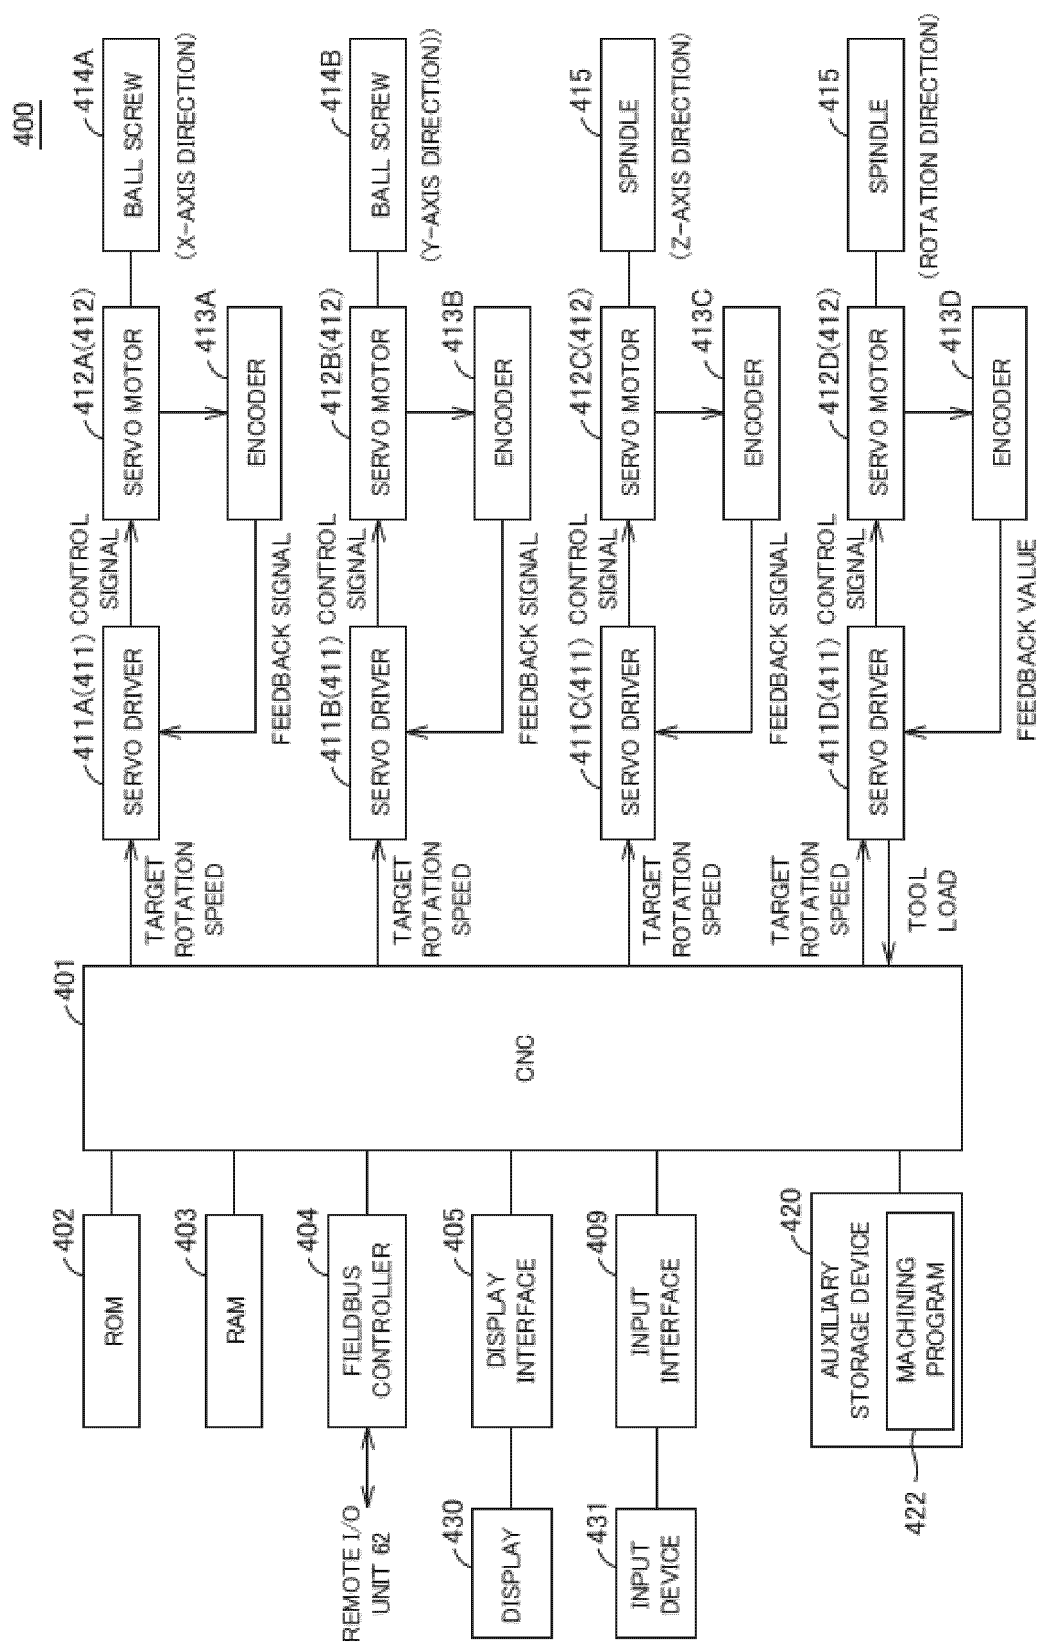 400
REMOTE I/O
UNIT 62
430
DISPLAY
431
INPUT
DEVICE
402
ROM
403
RAM
404
FIELDBUS
CONTROLLER
405
DISPLAY
INTERFACE
409
INPUT
INTERFACE
420
AUXILIARY
STORAGE DEVICE
MACHINING
PROGRAM
422
401
CNC
TARGET
ROTATION
SPEED
411A(411)
SERVO DRIVER
CONTROL
SIGNAL
412A(412)
SERVO MOTOR
413A
ENCODER
FEEDBACK SIGNAL
414A
BALL SCREW
(X-AXIS DIRECTION)
TARGET
ROTATION
SPEED
411B(411)
SERVO DRIVER
CONTROL
SIGNAL
412B(412)
SERVO MOTOR
413B
ENCODER
FEEDBACK SIGNAL
414B
BALL SCREW
(Y-AXIS DIRECTION))
TARGET
ROTATION
SPEED
411C(411)
SERVO DRIVER
CONTROL
SIGNAL
412C(412)
SERVO MOTOR
413C
ENCODER
FEEDBACK SIGNAL
415
SPINDLE
(Z-AXIS DIRECTION)
TARGET
ROTATION
SPEED
TOOL
LOAD
411D(411)
SERVO DRIVER
CONTROL
SIGNAL
412D(412)
SERVO MOTOR
413D
ENCODER
FEEDBACK VALUE
415
SPINDLE
(ROTATION DIRECTION)